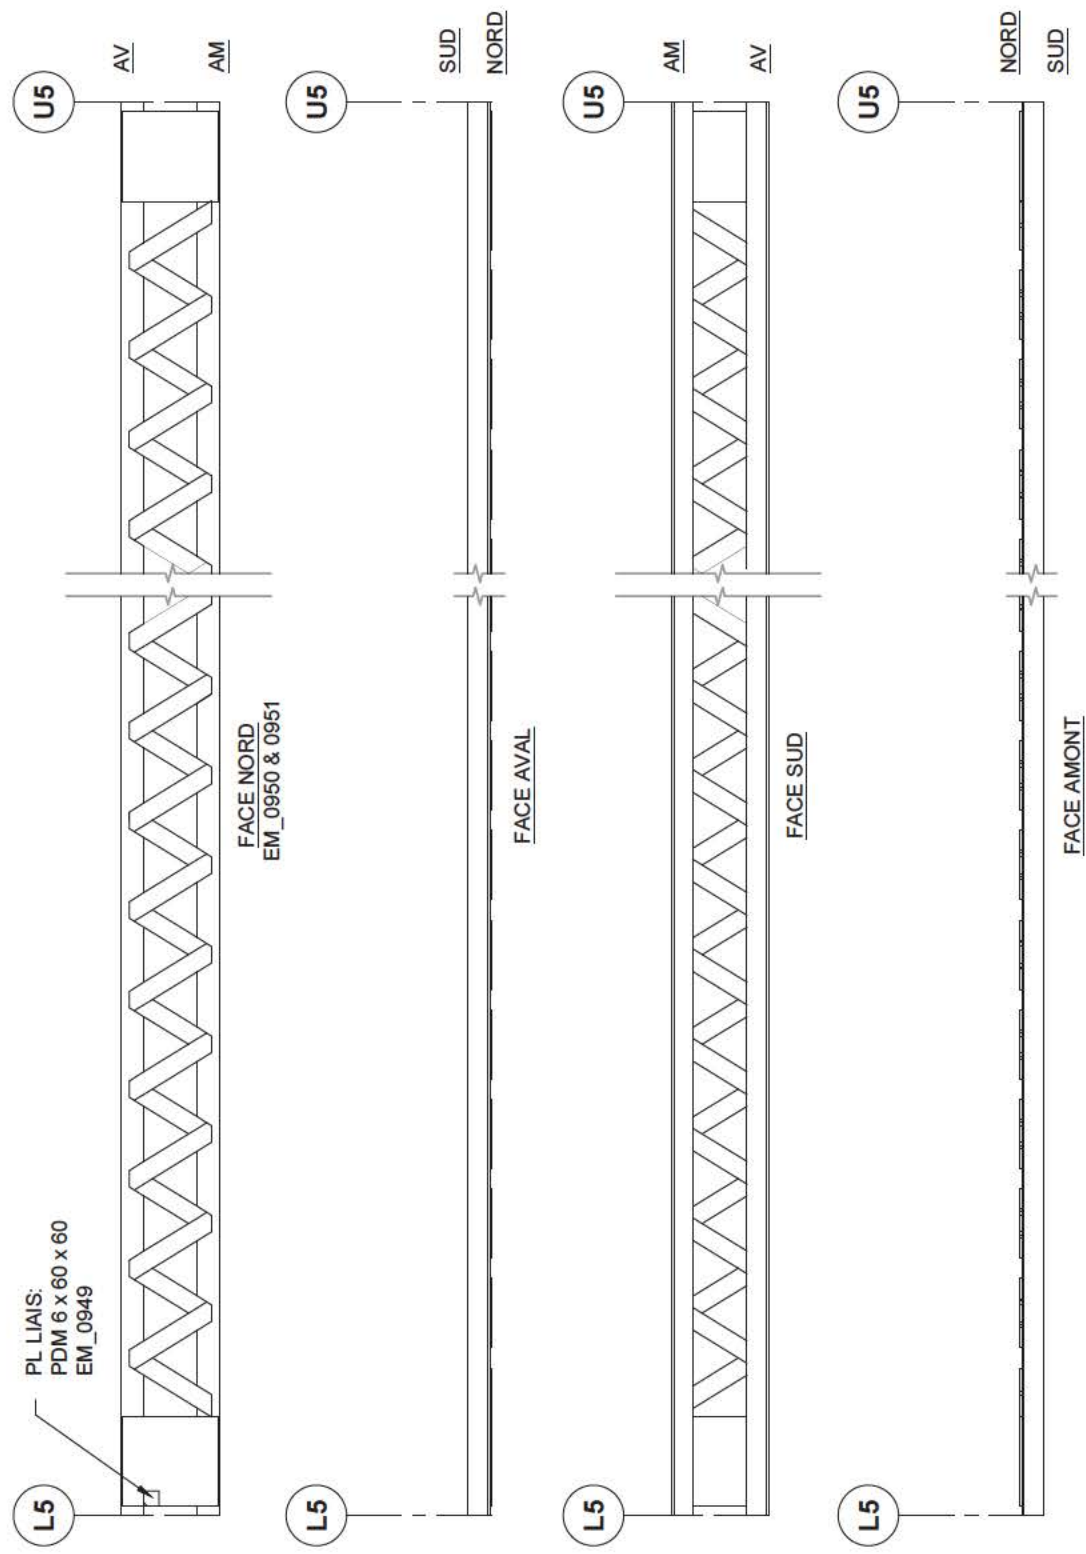 PL LIAIS:
PDM 6 x 60 x 60
EM_0949
L5
U5
AV
AM
FACE NORD
EM_0950 & 0951
L5
U5
SUD
NORD
FACE AVAL
L5
U5
AM
AV
FACE SUD
L5
U5
NORD
SUD
FACE AMONT